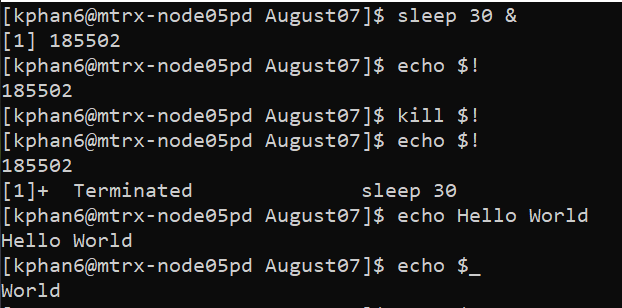 [kphan6@mtrx-node05pd August07]$ sleep 30 &
[1] 185502
[kphan6@mtrx-node05pd August07]$ echo $!
185502
[kphan6@mtrx-node05pd August07]$ kill $!
[kphan6@mtrx-node05pd August07]$ echo $!
185502
[1]+  Terminated              sleep 30
[kphan6@mtrx-node05pd August07]$ echo Hello World
Hello World
[kphan6@mtrx-node05pd August07]$ echo $_
World